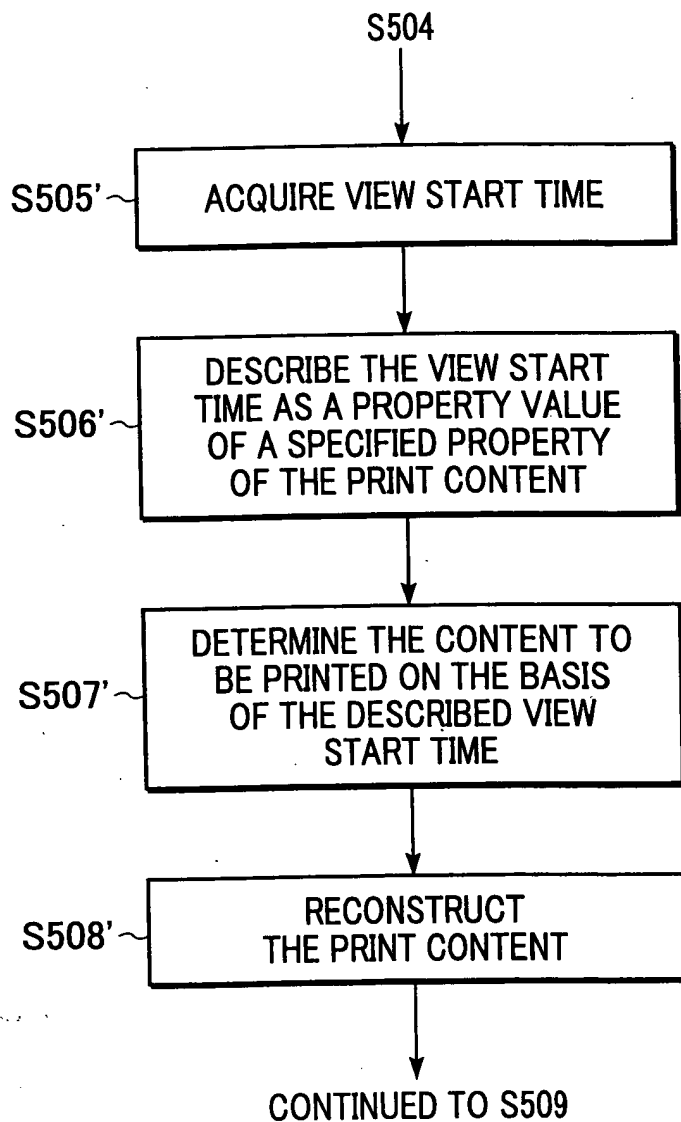 S504
S505'
ACQUIRE VIEW START TIME
S506'
DESCRIBE THE VIEW START
TIME AS A PROPERTY VALUE
OF A SPECIFIED PROPERTY
OF THE PRINT CONTENT
S507'
DETERMINE THE CONTENT TO
BE PRINTED ON THE BASIS
OF THE DESCRIBED VIEW
START TIME
S508'
RECONSTRUCT
THE PRINT CONTENT
CONTINUED TO S509